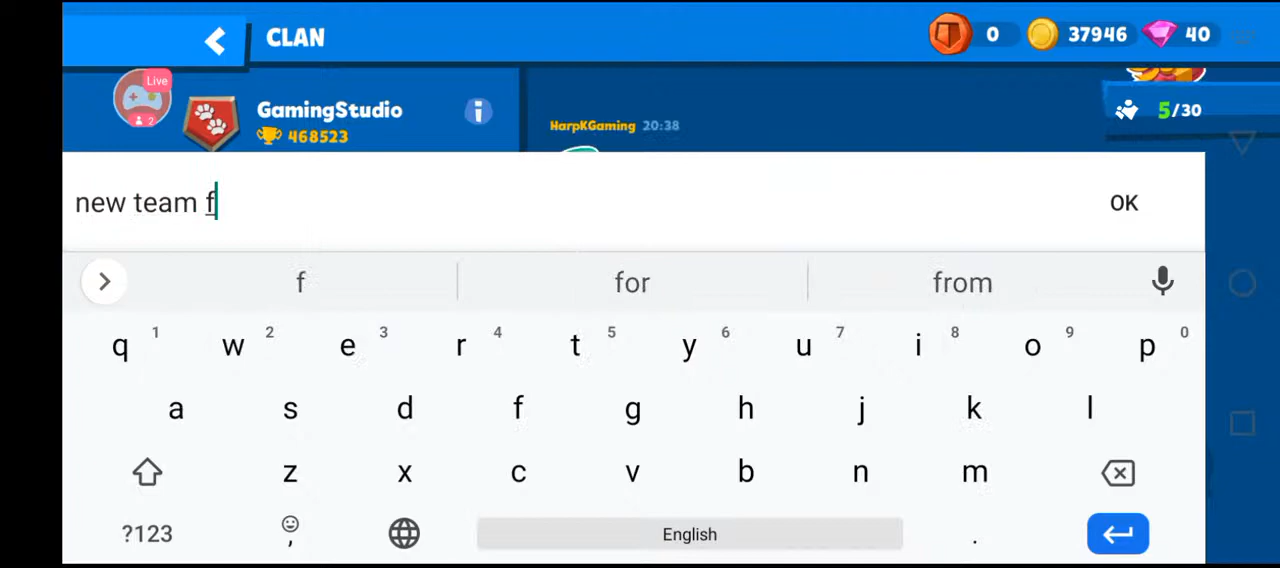 CLAN
0 37946 40
Live
2
GamingStudio
468523
HarpKGaming 20:38
5/30
new team f
OK
f for from
q 1 w 2 e 3 r 4 t 5 y 6 u 7 i 8 o 9 p 0
a s d f g h j k l
z x c v b n m
?123 , English .